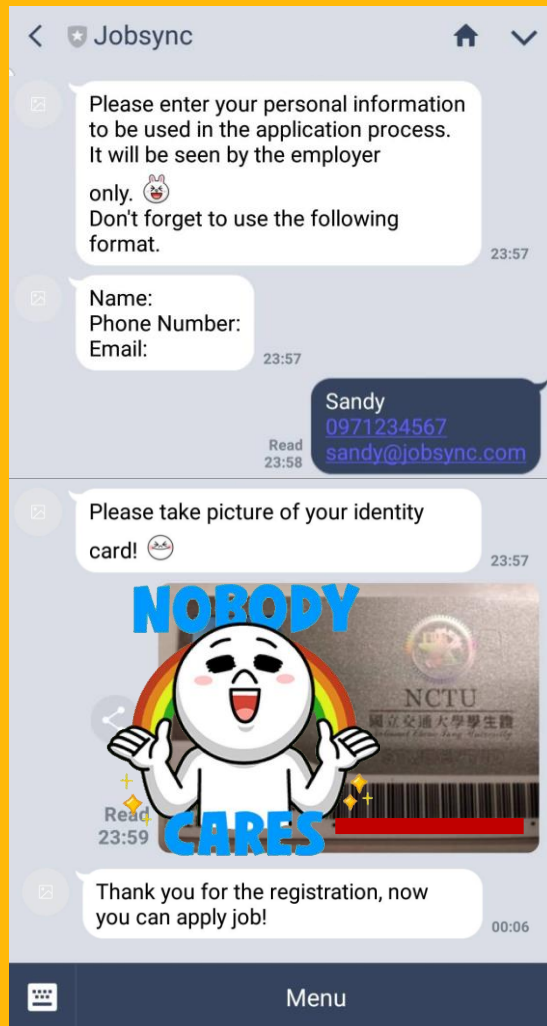 Jobsync
Please enter your personal information
to be used in the application process.
It will be seen by the employer
only.
Don't forget to use the following
format.
23:57
Name:
Phone Number:
Email:
23:57
Sandy
0971234567
sandy@jobsync.com
Read
23:58
Please take picture of your identity
card!
23:57
NOBODY
NCTU
國立交通大學學生證
CARES
Read
23:59
Thank you for the registration, now
you can apply job!
00:06
Menu